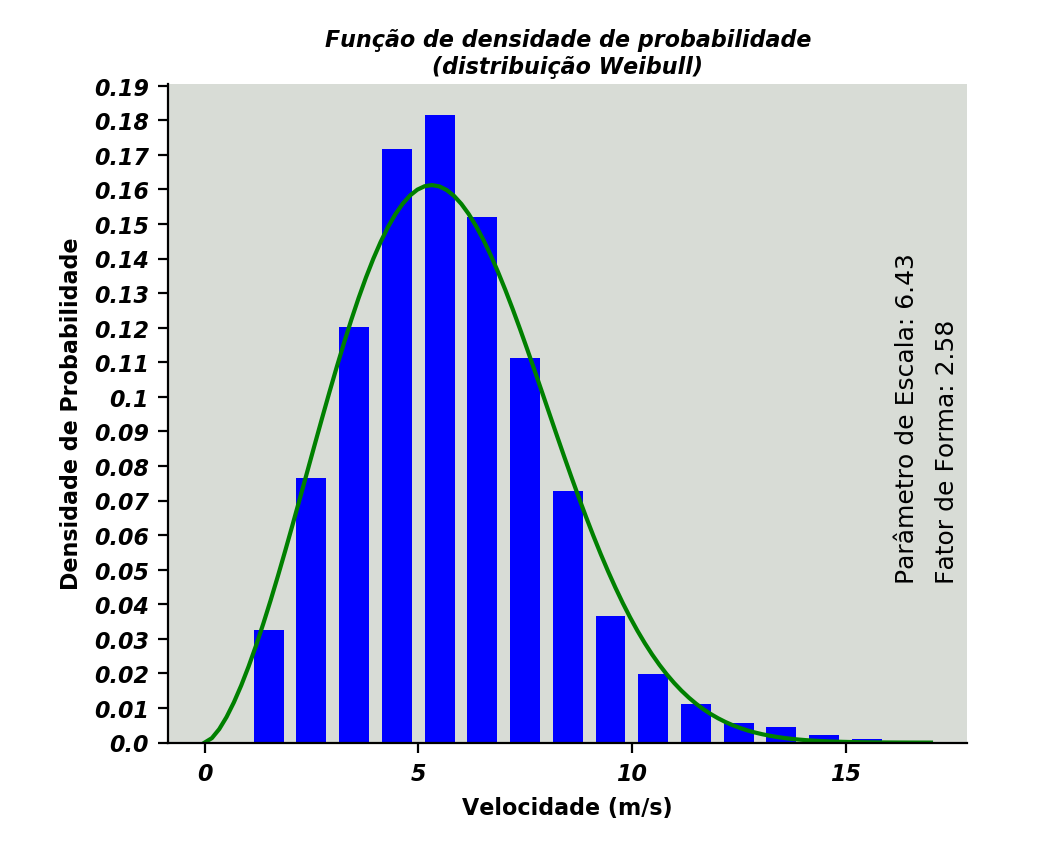 Função de densidade de probabilidade
(distribuição Weibull)
0.19
0.18
0.17
0.16
0.15
0.14
0.13
0.12
0.11
0.1
0.09
0.08
0.07
0.06
0.05
0.04
0.03
0.02
0.01
0.0
Densidade de Probabilidade
Parâmetro de Escala: 6.43
Fator de Forma: 2.58
0 5 10 15
Velocidade (m/s)